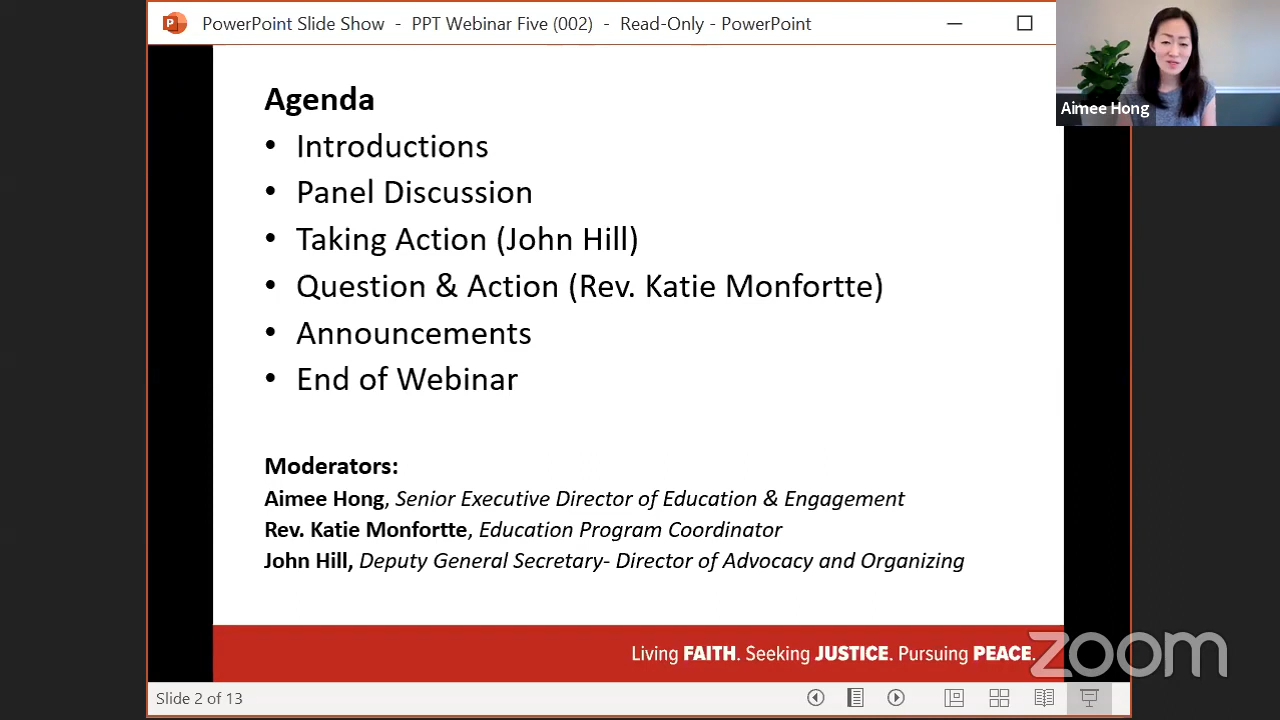 PowerPoint Slide Show - PPT Webinar Five (002) - Read-Only - PowerPoint
Aimee Hong
Agenda
• Introductions
• Panel Discussion
• Taking Action (John Hill)
• Question & Action (Rev. Katie Monfortte)
• Announcements
• End of Webinar
Moderators:
Aimee Hong, Senior Executive Director of Education & Engagement
Rev. Katie Monfortte, Education Program Coordinator
John Hill, Deputy General Secretary- Director of Advocacy and Organizing
Living FAITH. Seeking JUSTICE. Pursuing PEACE.
zoom
Slide 2 of 13